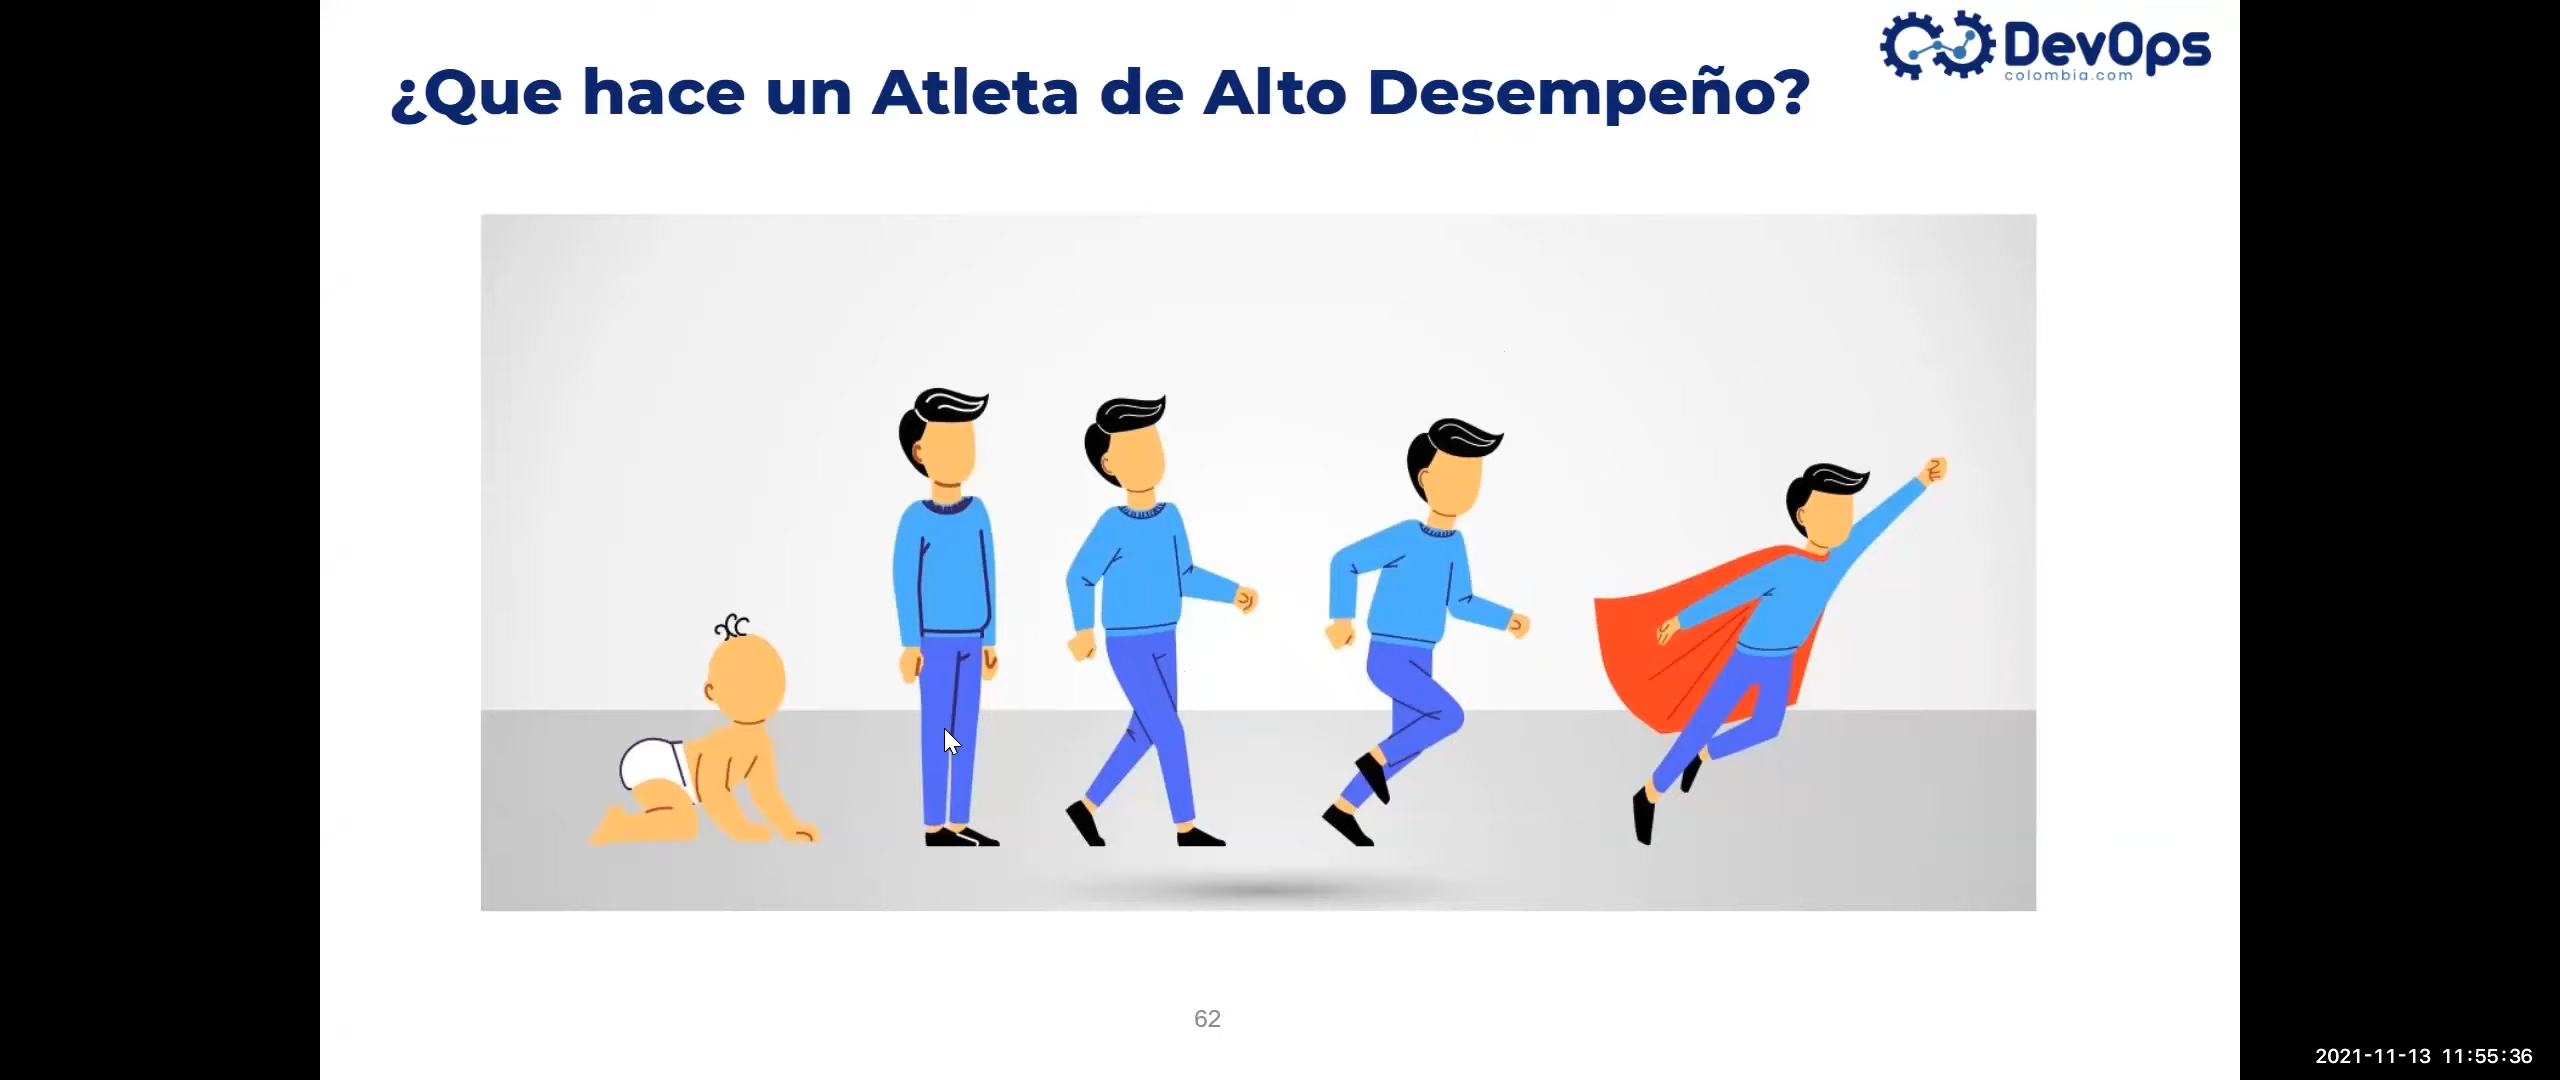 DevOps
colombia.com
¿Que hace un Atleta de Alto Desempeño?
62
2021-11-13 11:55:36